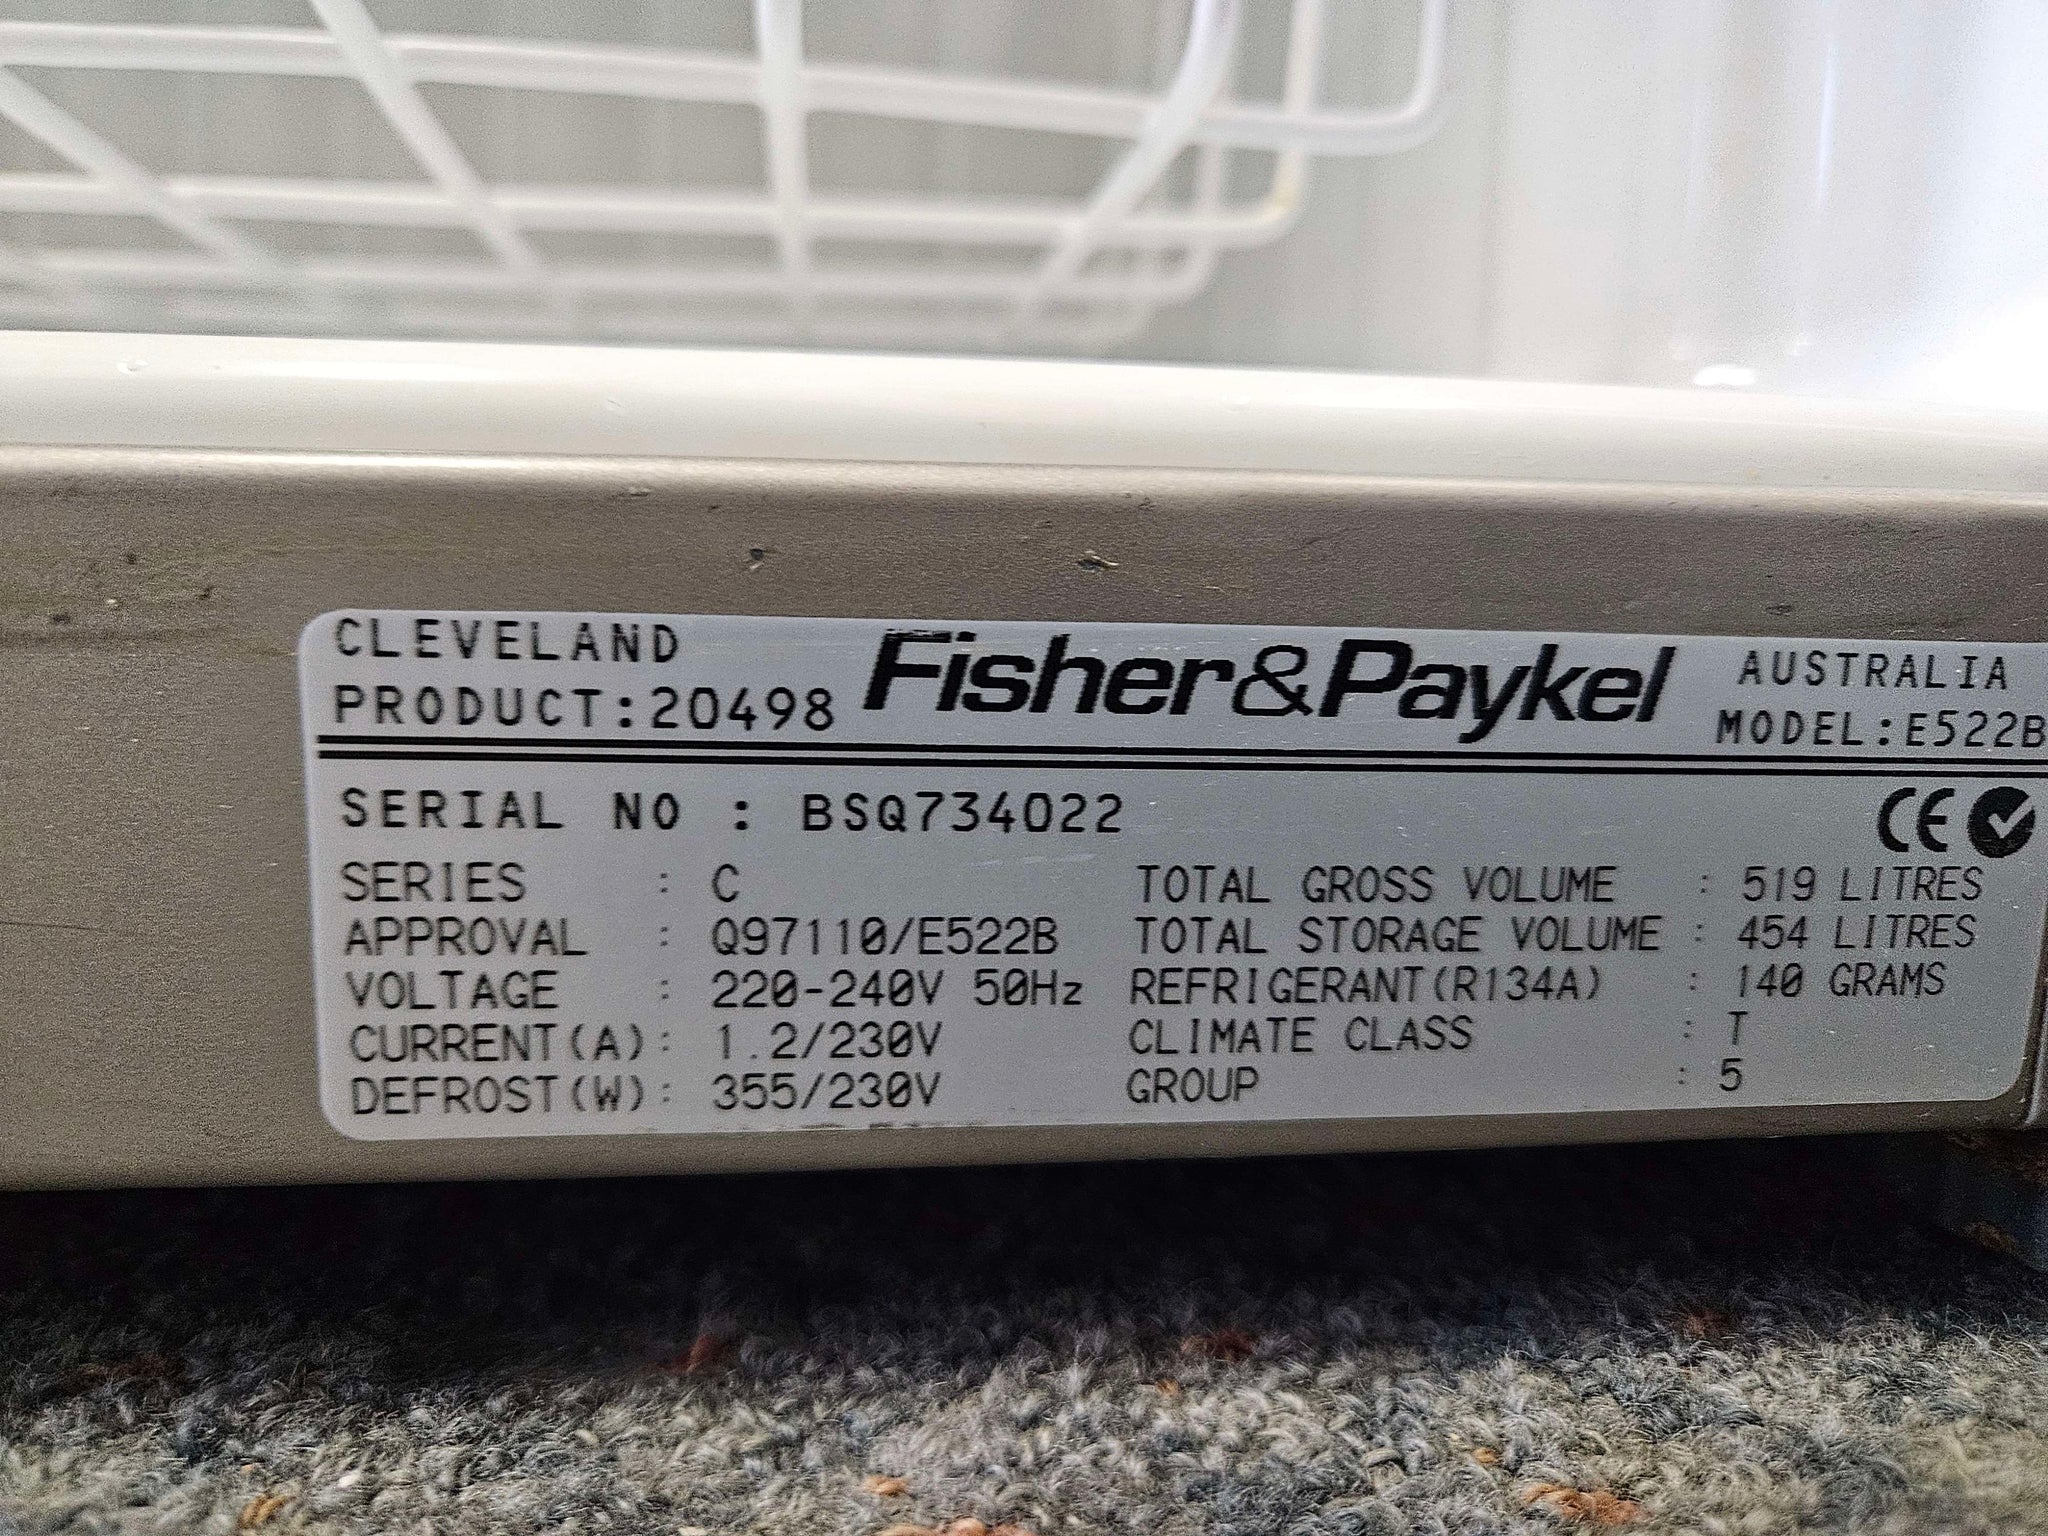 CLEVELAND
PRODUCT:20498
Fisher&Paykel
AUSTRALIA
MODEL:E522B
SERIAL NO : BSQ734022
CE
SERIES : C
APPROVAL : Q97110/E522B
VOLTAGE : 220-240V 50Hz
CURRENT(A): 1.2/230V
DEFROST(W): 355/230V
TOTAL GROSS VOLUME : 519 LITRES
TOTAL STORAGE VOLUME : 454 LITRES
REFRIGERANT(R134A) : 140 GRAMS
CLIMATE CLASS : T
GROUP : 5